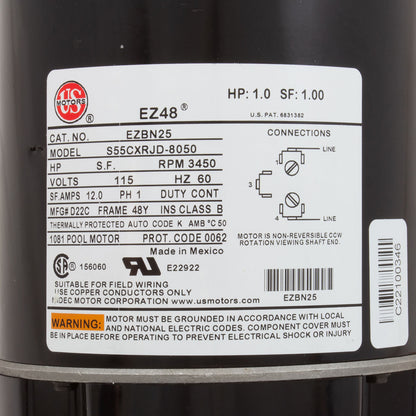 US
MOTORS
®
EZ48®
HP: 1.0 SF: 1.00
U.S. PAT. 6831382
CAT. NO. EZBN25
MODEL S55CXRJD-8050
HP S.F. RPM 3450
VOLTS 115 HZ 60
SF.AMPS 12.0 PH 1 DUTY CONT
MFG# D22C FRAME 48Y INS CLASS B
THERMALLY PROTECTED AUTO CODE K AMB °C 50
1081 POOL MOTOR PROT. CODE 0062
Made in Mexico
156060 E22922
SUITABLE FOR FIELD WIRING
USE COPPER CONDUCTORS ONLY
NIDEC MOTOR CORPORATION www.usmotors.com
CONNECTIONS
1 LINE
3
4 LINE
MOTOR IS NON-REVERSIBLE CCW
ROTATION VIEWING SHAFT END.
EZBN25
WARNING: MOTOR MUST BE GROUNDED IN ACCORDANCE WITH LOCAL
AND NATIONAL ELECTRIC CODES. COMPONENT COVER MUST
BE IN PLACE BEFORE OPERATING TO PREVENT ELECTRICAL SHOCK OR INJURY
C22100346